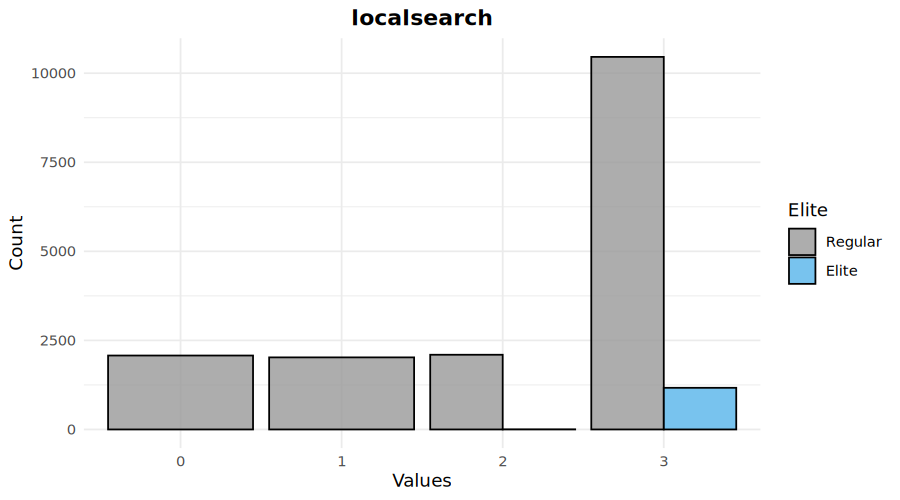 localsearch
Count
10000
7500
5000
2500
0
0 1 2 3
Values
Elite
Regular
Elite